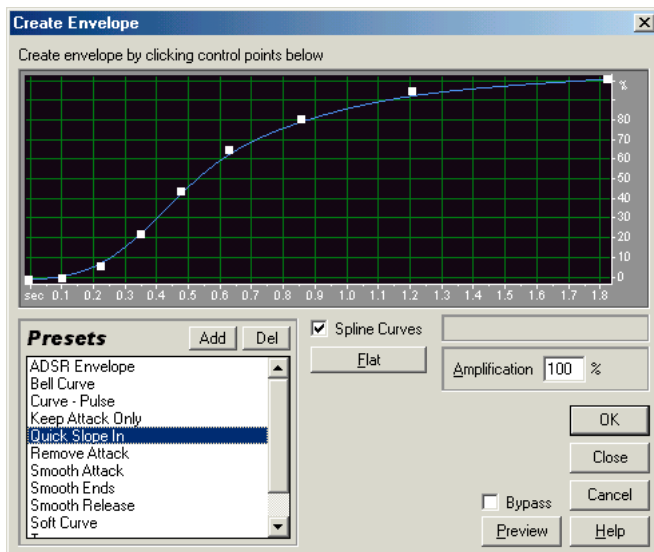 Create Envelope
Create envelope by clicking control points below
%
80
70
60
50
40
30
20
10
0
sec 0.1 0.2 0.3 0.4 0.5 0.6 0.7 0.8 0.9 1.0 1.1 1.2 1.3 1.4 1.5 1.6 1.7 1.8
Presets
Add
Del
ADSR Envelope
Bell Curve
Curve - Pulse
Keep Attack Only
Quick Slope In
Remove Attack
Smooth Attack
Smooth Ends
Smooth Release
Soft Curve
Spline Curves
Flat
Amplification 100 %
OK
Close
Cancel
Bypass
Preview
Help